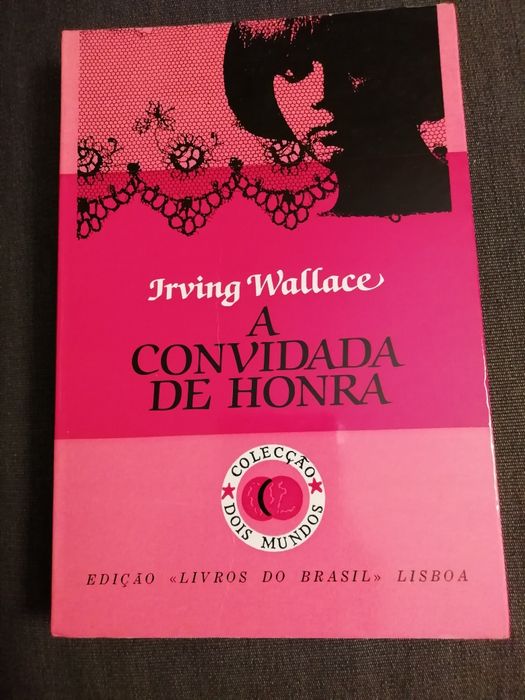 Irving Wallace
A
CONVIDADA
DE HONRA
COLECÇÃO
DOIS MUNDOS
EDIÇÃO «LIVROS DO BRASIL» LISBOA